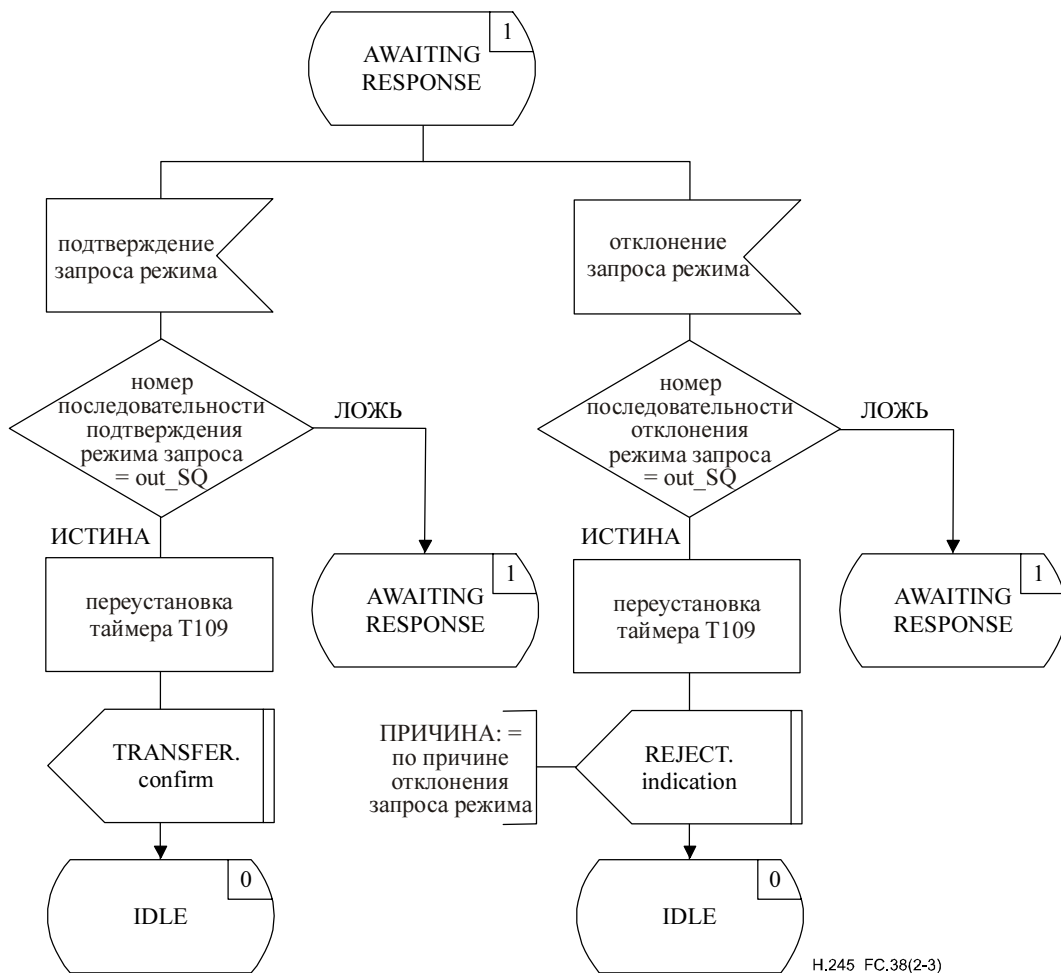 1
AWAITING
RESPONSE
подтверждение
запроса режима
отклонение
запроса режима
номер
последовательности
подтверждения
режима запроса
= out_SQ
ЛОЖЬ
номер
последовательности
отклонения
режима запроса
= out_SQ
ЛОЖЬ
ИСТИНА
ИСТИНА
переустановка
таймера T109
1
AWAITING
RESPONSE
переустановка
таймера T109
1
AWAITING
RESPONSE
TRANSFER.
confirm
ПРИЧИНА: =
по причине
отклонения
запроса режима
REJECT.
indication
0
IDLE
0
IDLE
H.245_FC.38(2-3)